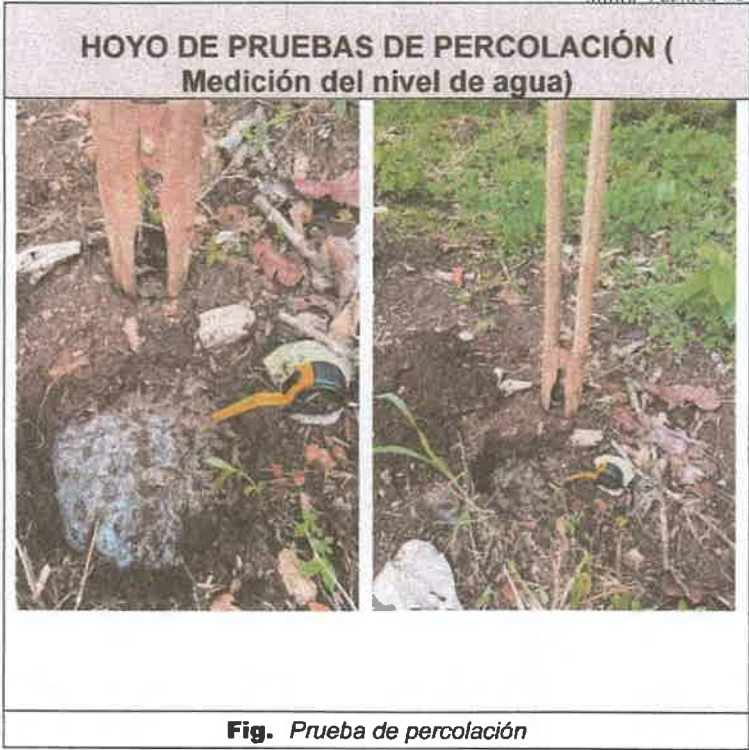 HOYO DE PRUEBAS DE PERCOLACIÓN (
Medición del nivel de agua)
Fig. Prueba de percolación